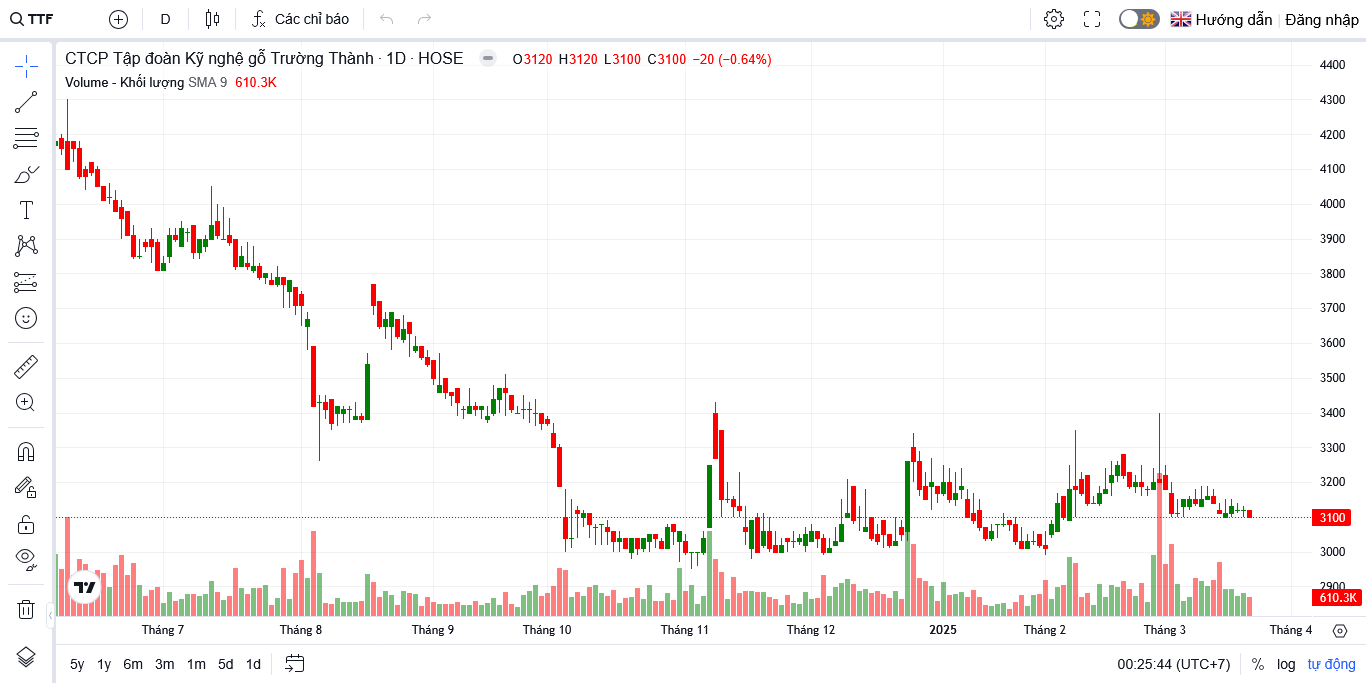 TTF D Các chỉ báo Hướng dẫn Đăng nhập
CTCP Tập đoàn Kỹ nghệ gỗ Trường Thành · 1D · HOSE O3120 H3120 L3100 C3100 −20 (−0.64%)
Volume - Khối lượng SMA 9 610.3K
4400
4300
4200
4100
4000
3900
3800
3700
3600
3500
3400
3300
3200
3100
3000
2900
610.3K
Tháng 7 Tháng 8 Tháng 9 Tháng 10 Tháng 11 Tháng 12 2025 Tháng 2 Tháng 3 Tháng 4
5y 1y 6m 3m 1m 5d 1d 00:25:44 (UTC+7) % log tự động